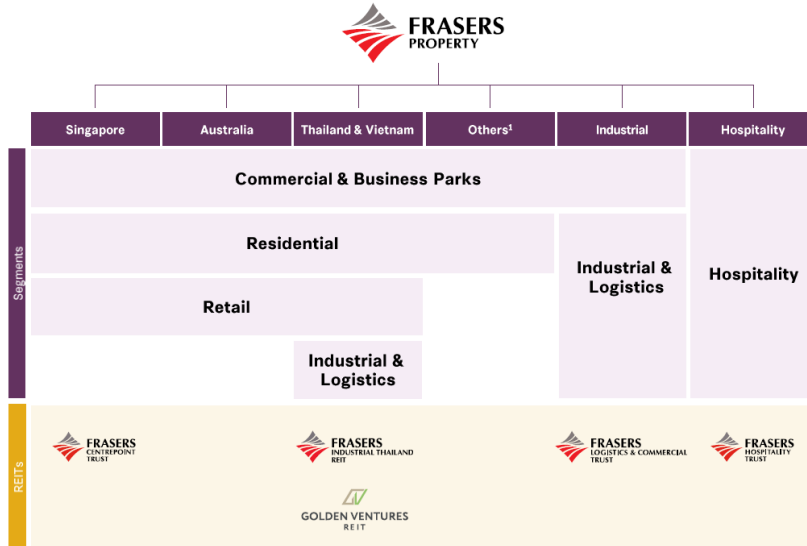 FRASERS
PROPERTY
Singapore
Australia
Thailand & Vietnam
Others¹
Industrial
Hospitality
Segments
Commercial & Business Parks
Residential
Industrial &
Logistics
Hospitality
Retail
Industrial &
Logistics
REITs
FRASERS
CENTREPOINT
TRUST
FRASERS
INDUSTRIAL THAILAND
REIT
FRASERS
LOGISTICS & COMMERCIAL
TRUST
FRASERS
HOSPITALITY
TRUST
GOLDEN VENTURES
REIT